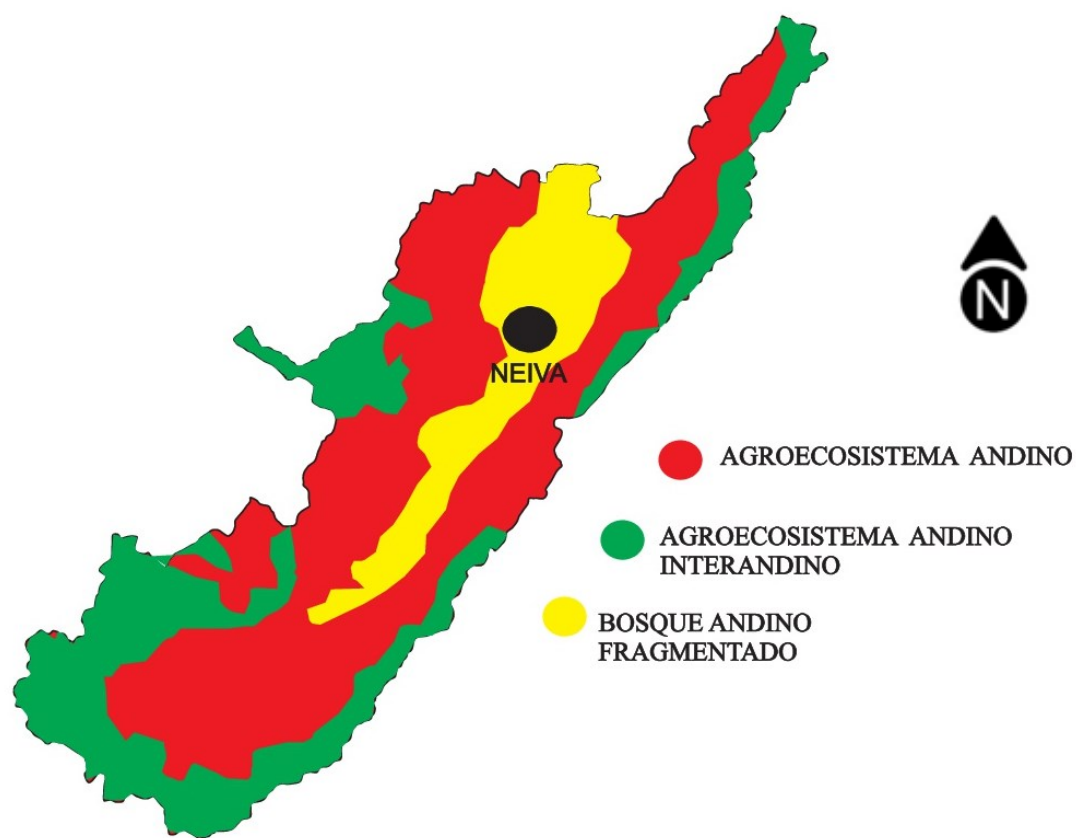 N
NEIVA
AGROECOSISTEMA ANDINO
AGROECOSISTEMA ANDINO
INTERANDINO
BOSQUE ANDINO
FRAGMENTADO